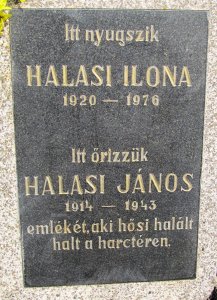 Itt nyugszik
HALASI ILONA
1920 — 1976
Itt őrizzük
HALASI JÁNOS
1914 — 1943
emlékét, aki hősi halált
halt a harctéren.